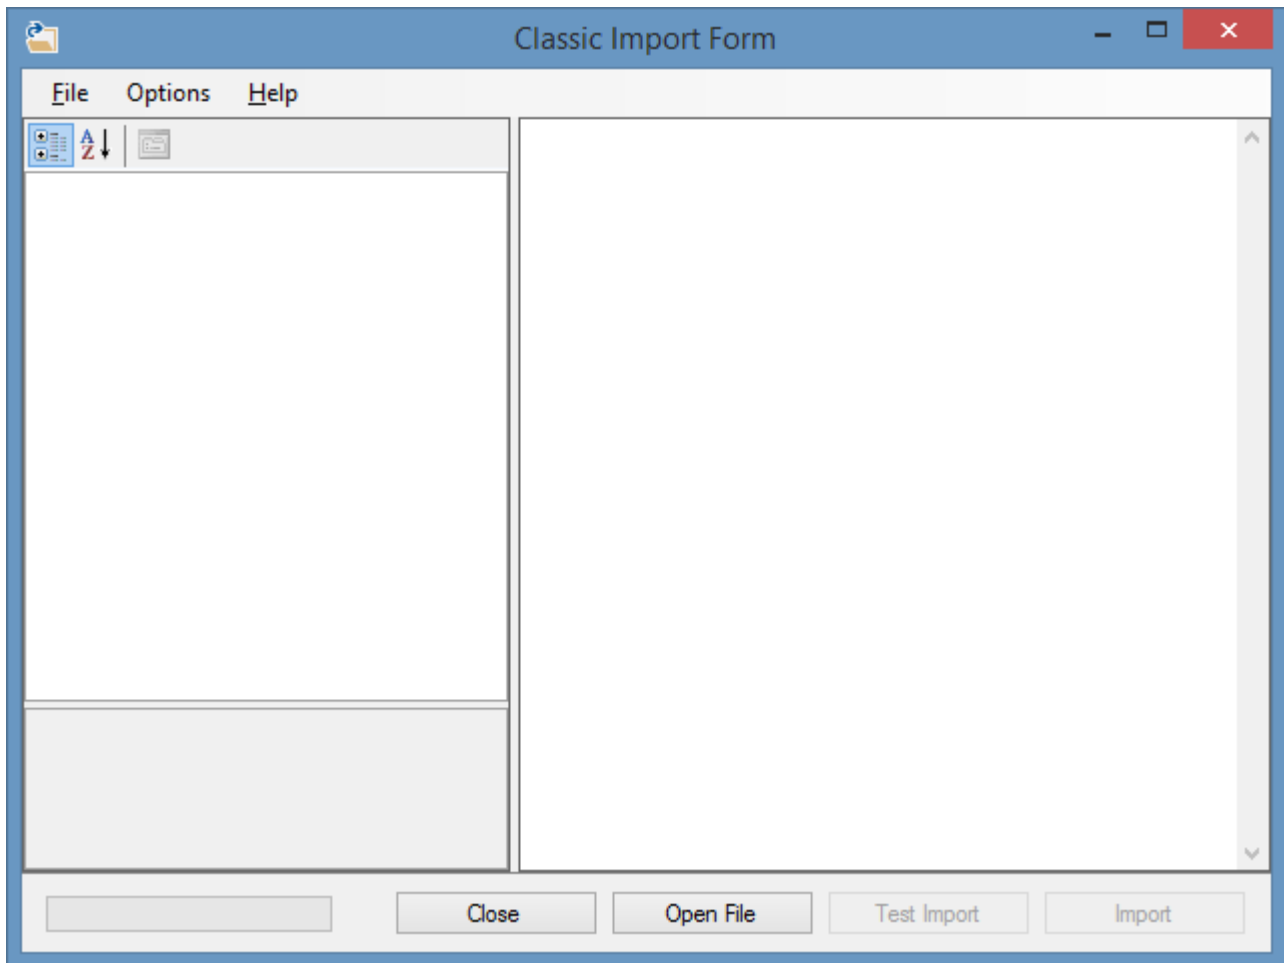 Classic Import Form
File Options Help
A
Z
Close Open File Test Import Import